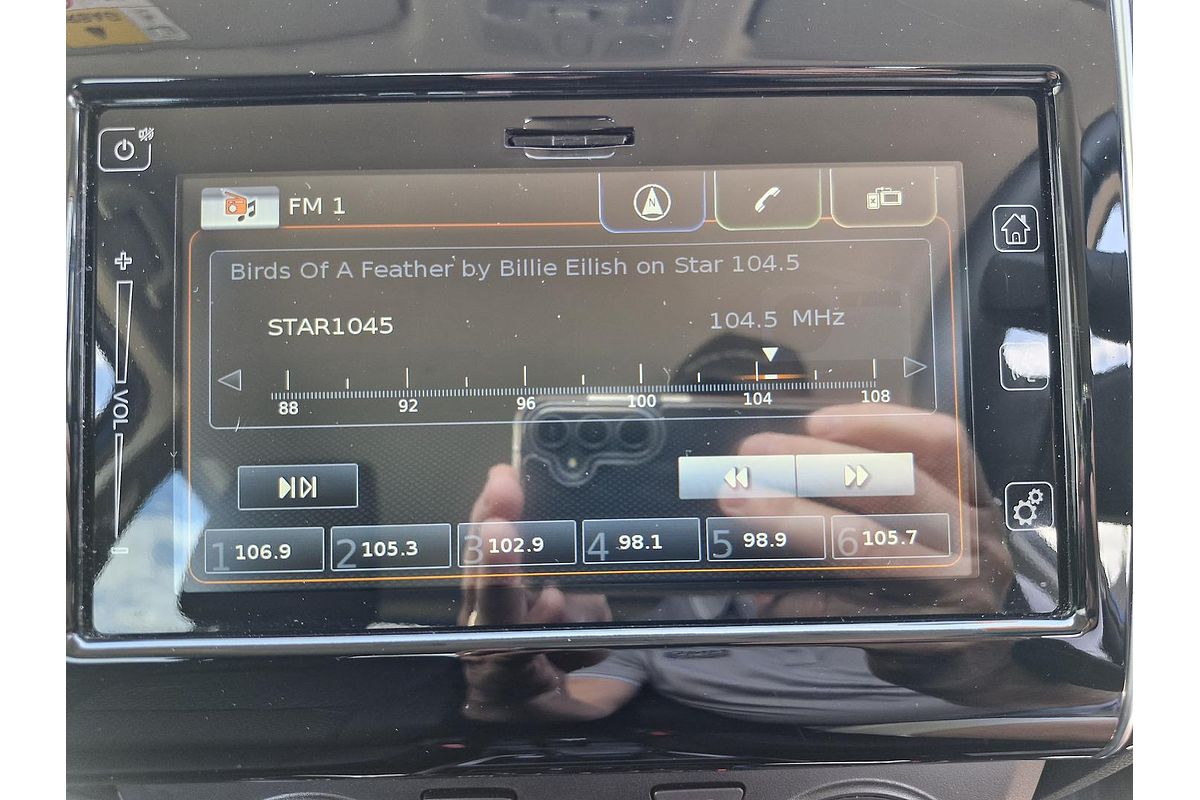 FM 1
N
Birds Of A Feather by Billie Eilish on Star 104.5
STAR1045
104.5 MHz
88 92 96 100 104 108
VOL
1 106.9
2 105.3
3 102.9
4 98.1
5 98.9
6 105.7